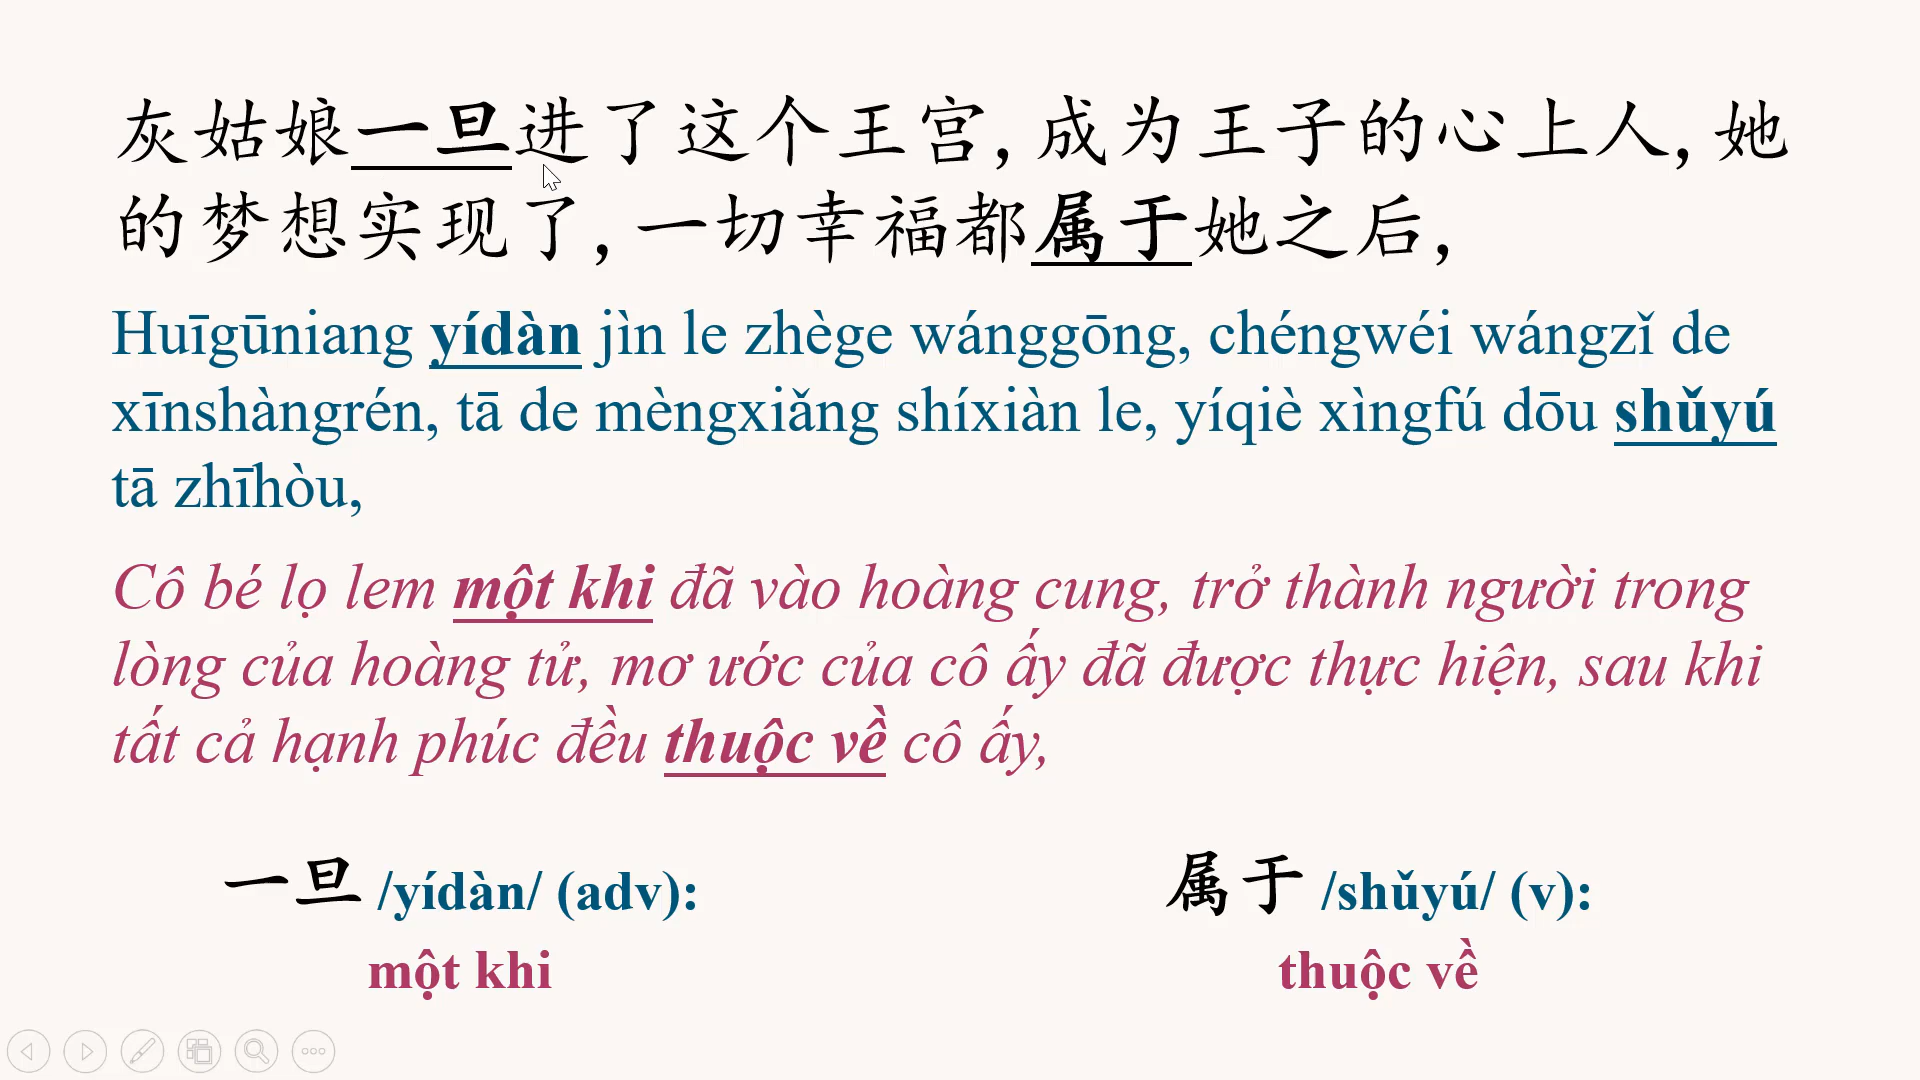 灰姑娘一旦进了这个王宫,成为王子的心上人,她
的梦想实现了,一切幸福都属于她之后,
Huīgūniang yídàn jìn le zhège wánggōng, chéngwéi wángzǐ de
xīnshàngrén, tā de mèngxiǎng shíxiàn le, yíqiè xìngfú dōu shǔyú
tā zhīhòu,
Cô bé lọ lem một khi đã vào hoàng cung, trở thành người trong
lòng của hoàng tử, mơ ước của cô ấy đã được thực hiện, sau khi
tất cả hạnh phúc đều thuộc về cô ấy,
一旦 /yídàn/ (adv):
một khi
属于 /shǔyú/ (v):
thuộc về